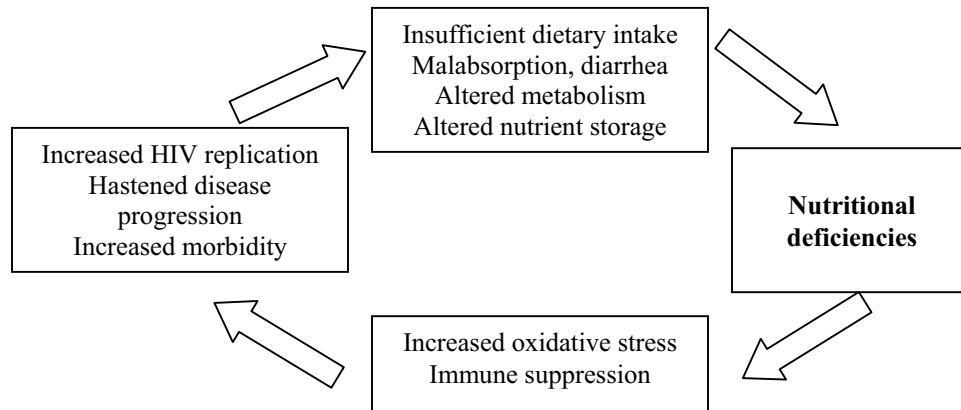 Insufficient dietary intake
Malabsorption, diarrhea
Altered metabolism
Altered nutrient storage
Increased HIV replication
Hastened disease
progression
Increased morbidity
Nutritional
deficiencies
Increased oxidative stress
Immune suppression